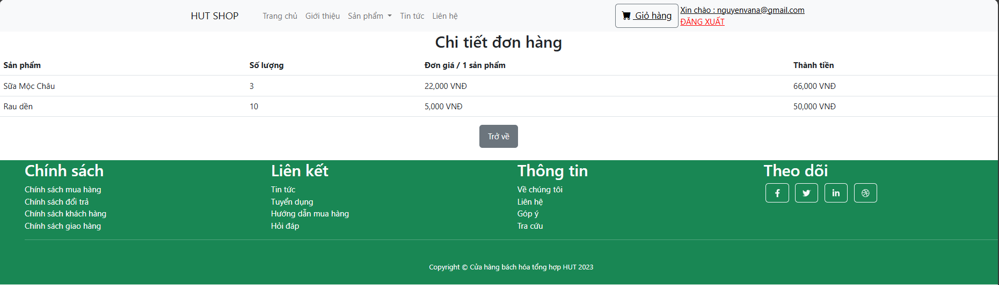 HUT SHOP Trang chủ Giới thiệu Sản phẩm Tin tức Liên hệ Giỏ hàng Xin chào : nguyenvana@gmail.com
ĐĂNG XUẤT
Chi tiết đơn hàng
Sản phẩm Số lượng Đơn giá / 1 sản phẩm Thành tiền
Sữa Mộc Châu 3 22,000 VNĐ 66,000 VNĐ
Rau dền 10 5,000 VNĐ 50,000 VNĐ
Trở về
Chính sách Liên kết Thông tin Theo dõi
Chính sách mua hàng Tin tức Về chúng tôi
Chính sách đổi trả Tuyển dụng Liên hệ
Chính sách khách hàng Hướng dẫn mua hàng Góp ý
Chính sách giao hàng Hỏi đáp Tra cứu
Copyright © Cửa hàng bách hóa tổng hợp HUT 2023